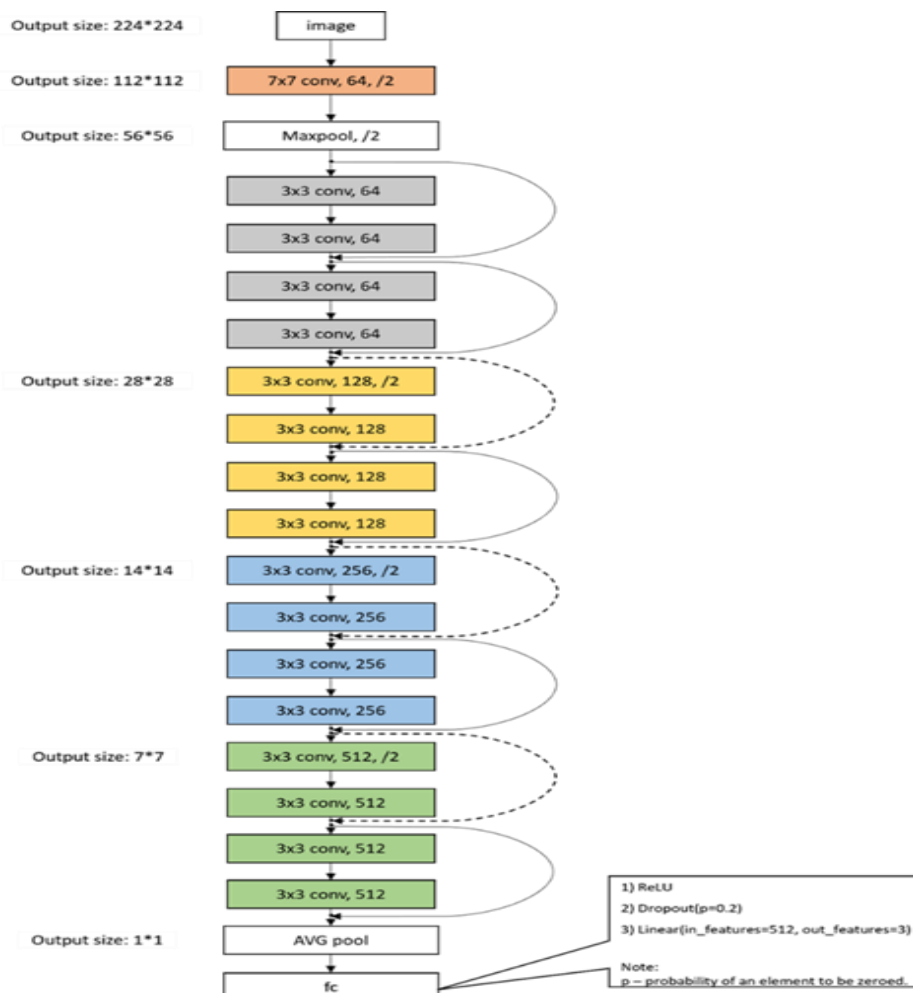 Output size: 224*224
image
Output size: 112*112
7x7 conv, 64, /2
Output size: 56*56
Maxpool, /2
3x3 conv, 64
3x3 conv, 64
3x3 conv, 64
3x3 conv, 64
Output size: 28*28
3x3 conv, 128, /2
3x3 conv, 128
3x3 conv, 128
3x3 conv, 128
Output size: 14*14
3x3 conv, 256, /2
3x3 conv, 256
3x3 conv, 256
3x3 conv, 256
Output size: 7*7
3x3 conv, 512, /2
3x3 conv, 512
3x3 conv, 512
3x3 conv, 512
Output size: 1*1
AVG pool
fc
1) ReLU
2) Dropout(p=0.2)
3) Linear(in_features=512, out_features=3)
Note:
p – probability of an element to be zeroed.